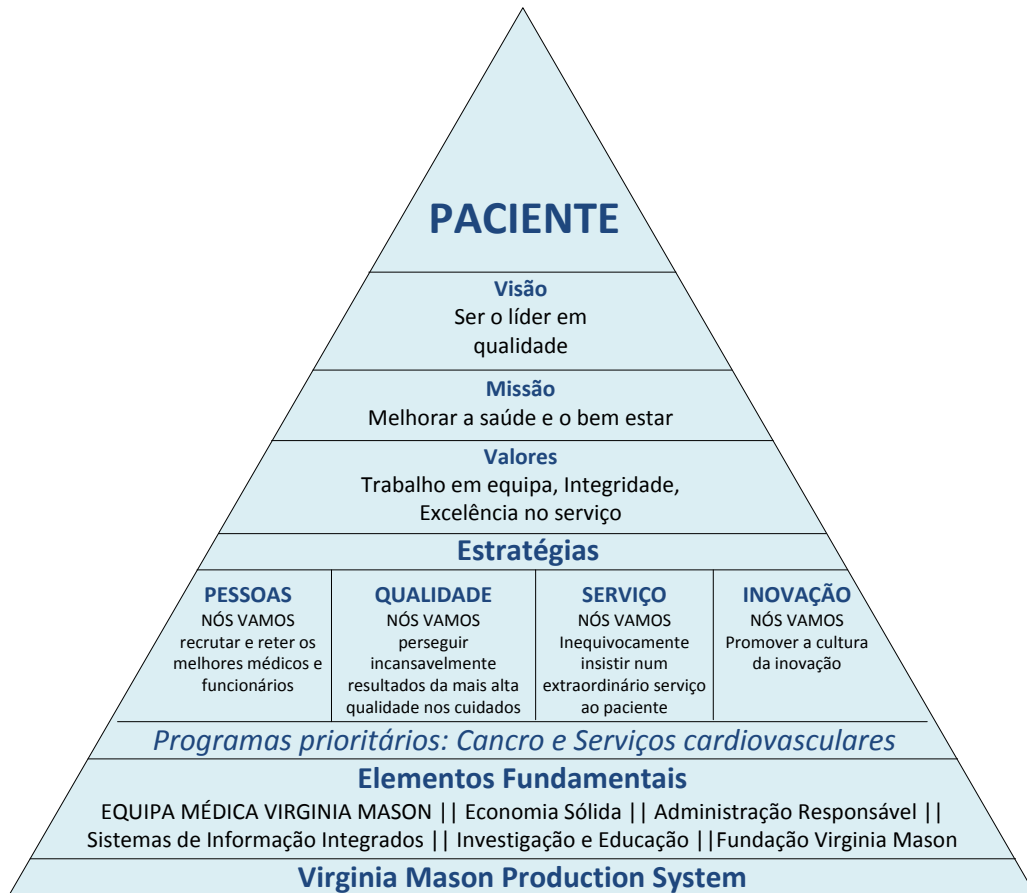 PACIENTE
Visão
Ser o líder em
qualidade
Missão
Melhorar a saúde e o bem estar
Valores
Trabalho em equipa, Integridade,
Excelência no serviço
Estratégias
PESSOAS
NÓS VAMOS
recrutar e reter os
melhores médicos e
funcionários
QUALIDADE
NÓS VAMOS
perseguir
incansavelmente
resultados da mais alta
qualidade nos cuidados
SERVIÇO
NÓS VAMOS
Inequivocamente
insistir num
extraordinário serviço
ao paciente
INOVAÇÃO
NÓS VAMOS
Promover a cultura
da inovação
Programas prioritários: Cancro e Serviços cardiovasculares
Elementos Fundamentais
EQUIPA MÉDICA VIRGINIA MASON || Economia Sólida || Administração Responsável ||
Sistemas de Informação Integrados || Investigação e Educação ||Fundação Virginia Mason
Virginia Mason Production System